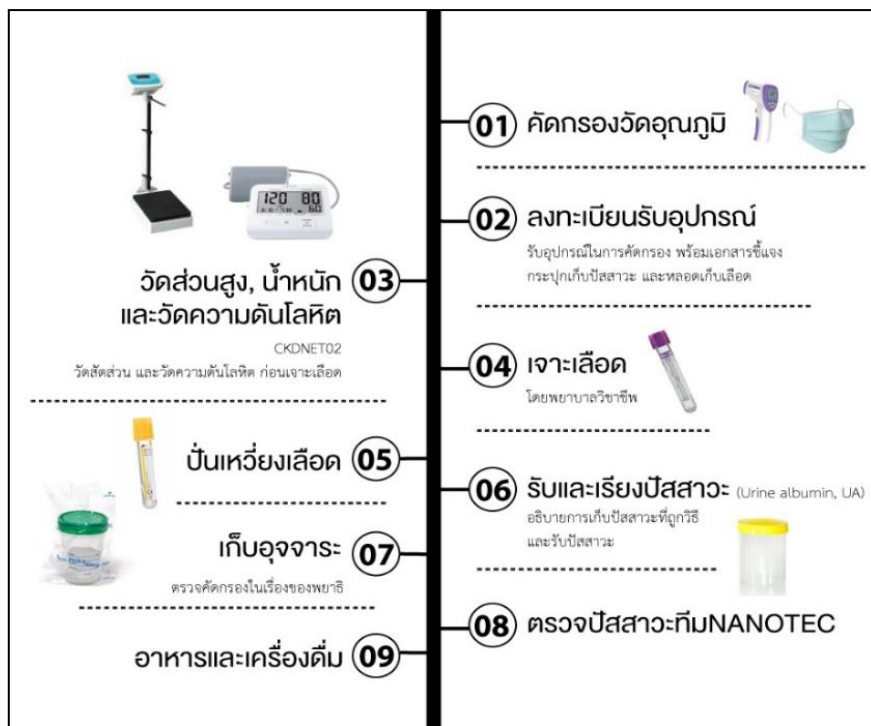 01 คัดกรองวัดอุณภูมิ
02 ลงทะเบียนรับอุปกรณ์
รับอุปกรณ์ในการคัดกรอง พร้อมเอกสารชี้แจง
กระปุกเก็บปัสสาวะ และหลอดเก็บเลือด
120 80
60
วัดส่วนสูง, น้ำหนัก 03
และวัดความดันโลหิต
CKDNET02
วัดสัดส่วน และวัดความดันโลหิต ก่อนเจาะเลือด
04 เจาะเลือด
โดยพยาบาลวิชาชีพ
ปั่นเหวี่ยงเลือด 05
06 รับและเรียงปัสสาวะ (Urine albumin, UA)
อธิบายการเก็บปัสสาวะที่ถูกวิธี
และรับปัสสาวะ
เก็บอุจจาระ 07
ตรวจคัดกรองในเรื่องของพยาธิ
08 ตรวจปัสสาวะทีมNANOTEC
อาหารและเครื่องดื่ม 09